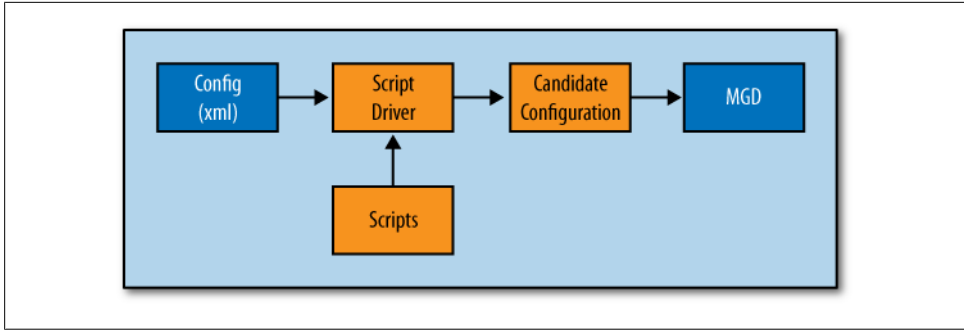 Config
(xml)
Script
Driver
Candidate
Configuration
MGD
Scripts